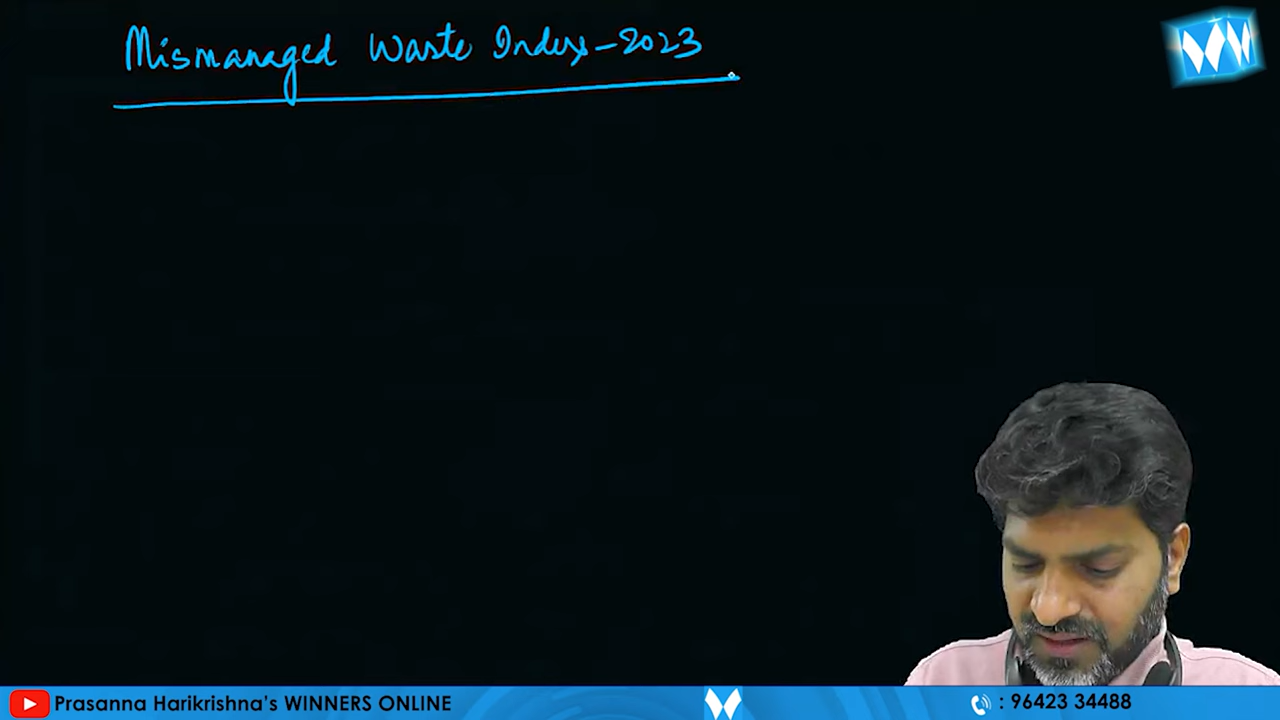 Mismanaged Waste Index-2023
Prasanna Harikrishna's WINNERS ONLINE
: 96423 34488